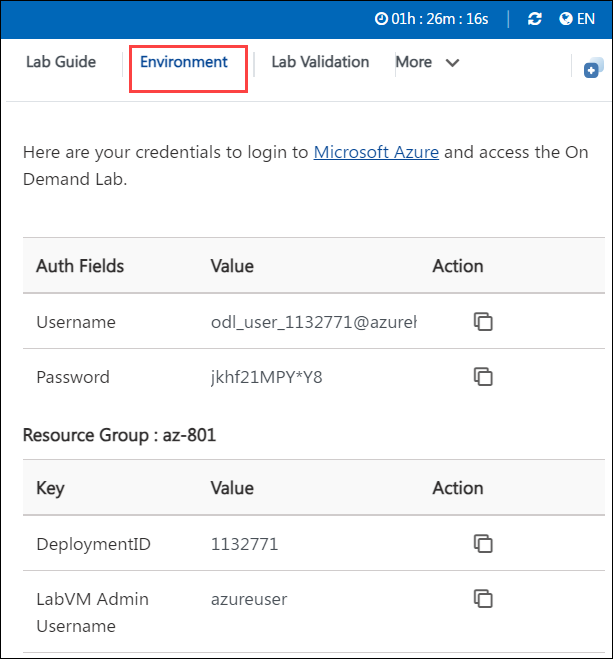 01h : 26m : 16s EN
Lab Guide Environment Lab Validation More
Here are your credentials to login to Microsoft Azure and access the On
Demand Lab.
Auth Fields Value Action
Username odl_user_1132771@azureh
Password jkhf21MPY*Y8
Resource Group : az-801
Key Value Action
DeploymentID 1132771
LabVM Admin azureuser
Username